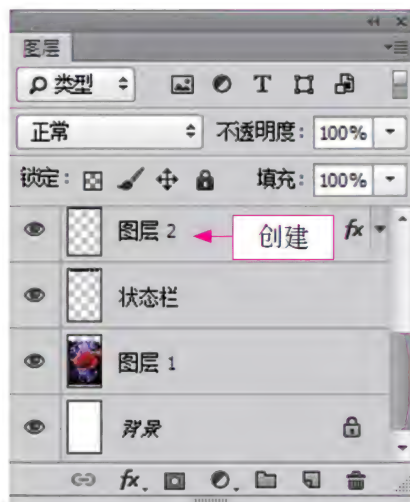 图层
类型
正常 不透明度: 100%
锁定: 填充: 100%
图层 2 创建 fx
状态栏
图层 1
背景
fx